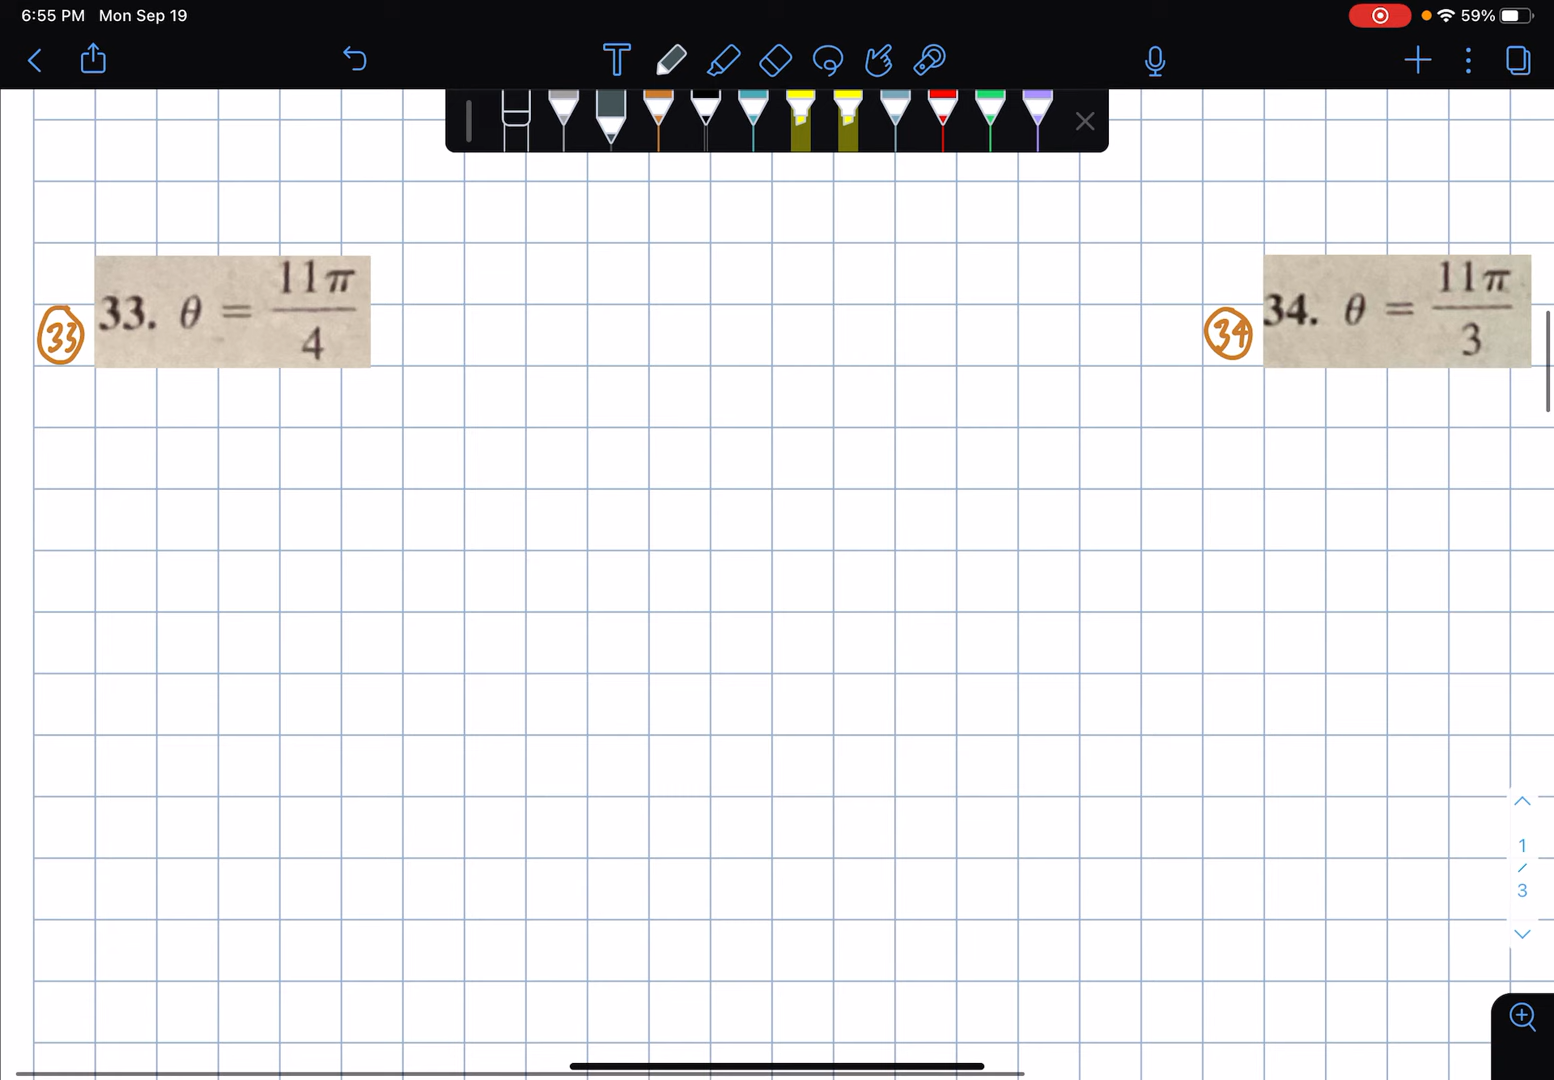 6:55 PM Mon Sep 19
59%
T
33 33. θ = 11π/4
34 34. θ = 11π/3
1
/
3